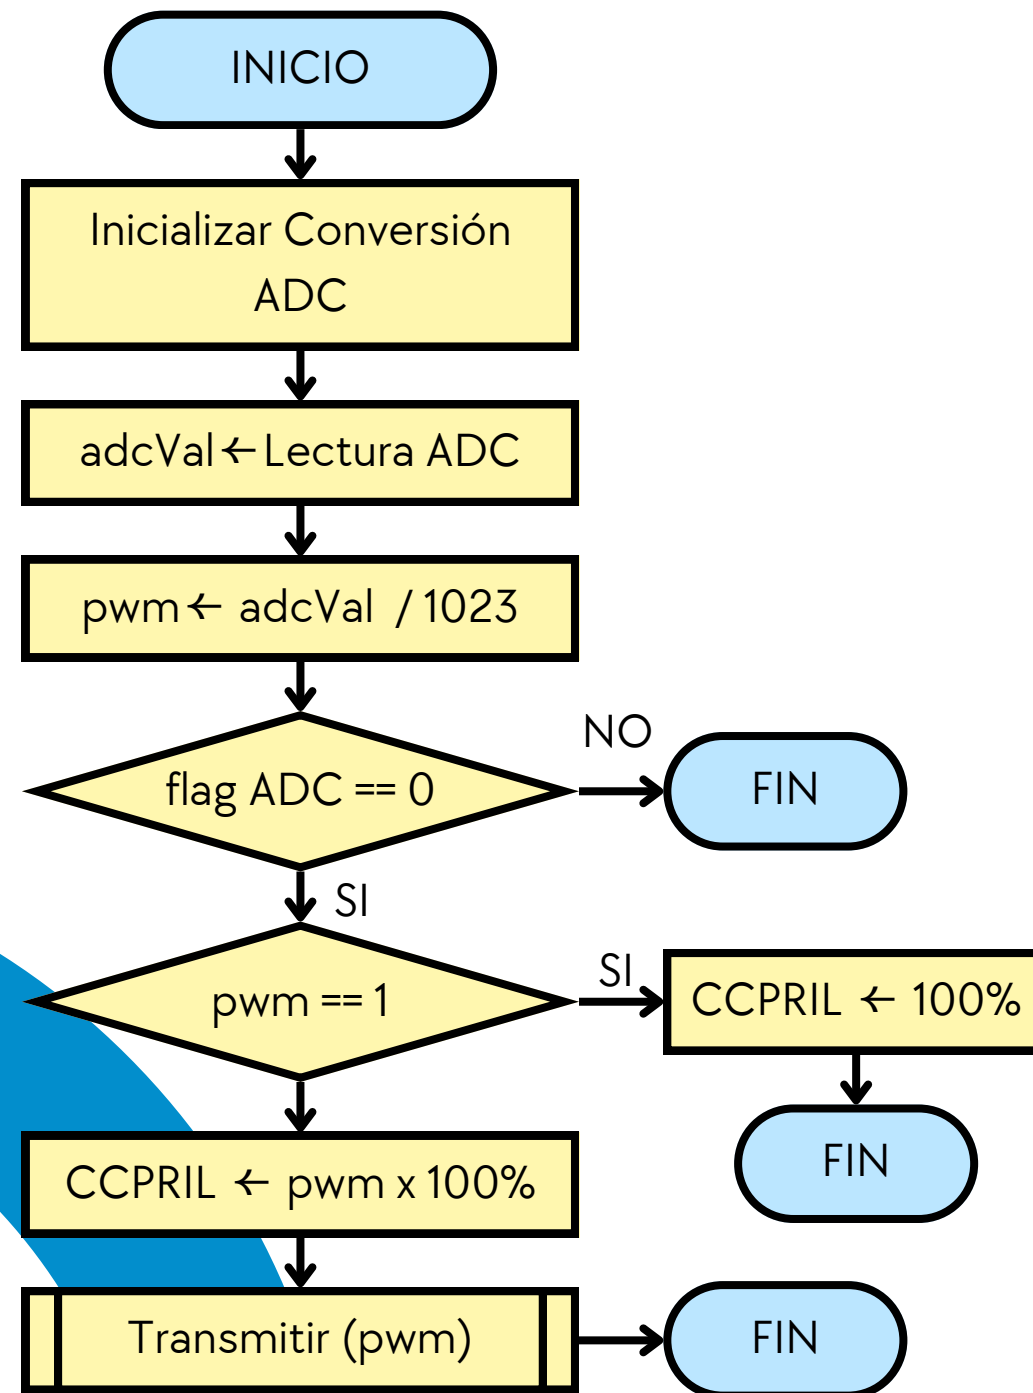 INICIO
Inicializar Conversión
ADC
adcVal ← Lectura ADC
pwm ← adcVal / 1023
flag ADC == 0
NO
FIN
SI
pwm == 1
SI
CCPRIL ← 100%
FIN
CCPRIL ← pwm x 100%
Transmitir (pwm)
FIN